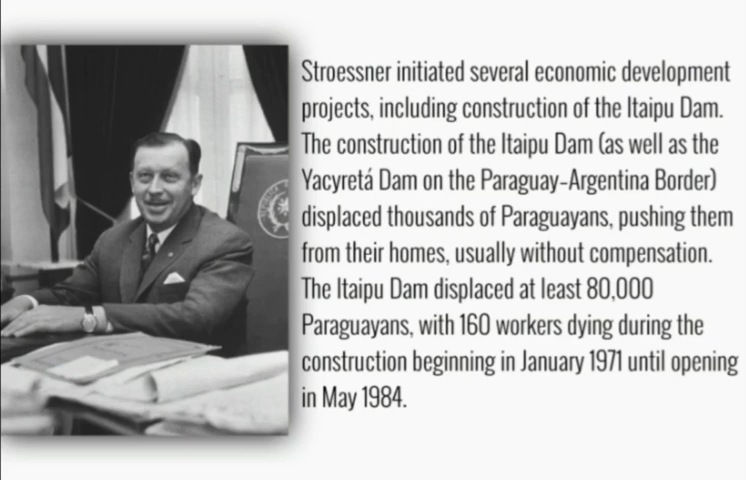 Stroessner initiated several economic development
projects, including construction of the Itaipu Dam.
The construction of the Itaipu Dam (as well as the
Yacyretá Dam on the Paraguay-Argentina Border)
displaced thousands of Paraguayans, pushing them
from their homes, usually without compensation.
The Itaipu Dam displaced at least 80,000
Paraguayans, with 160 workers dying during the
construction beginning in January 1971 until opening
in May 1984.